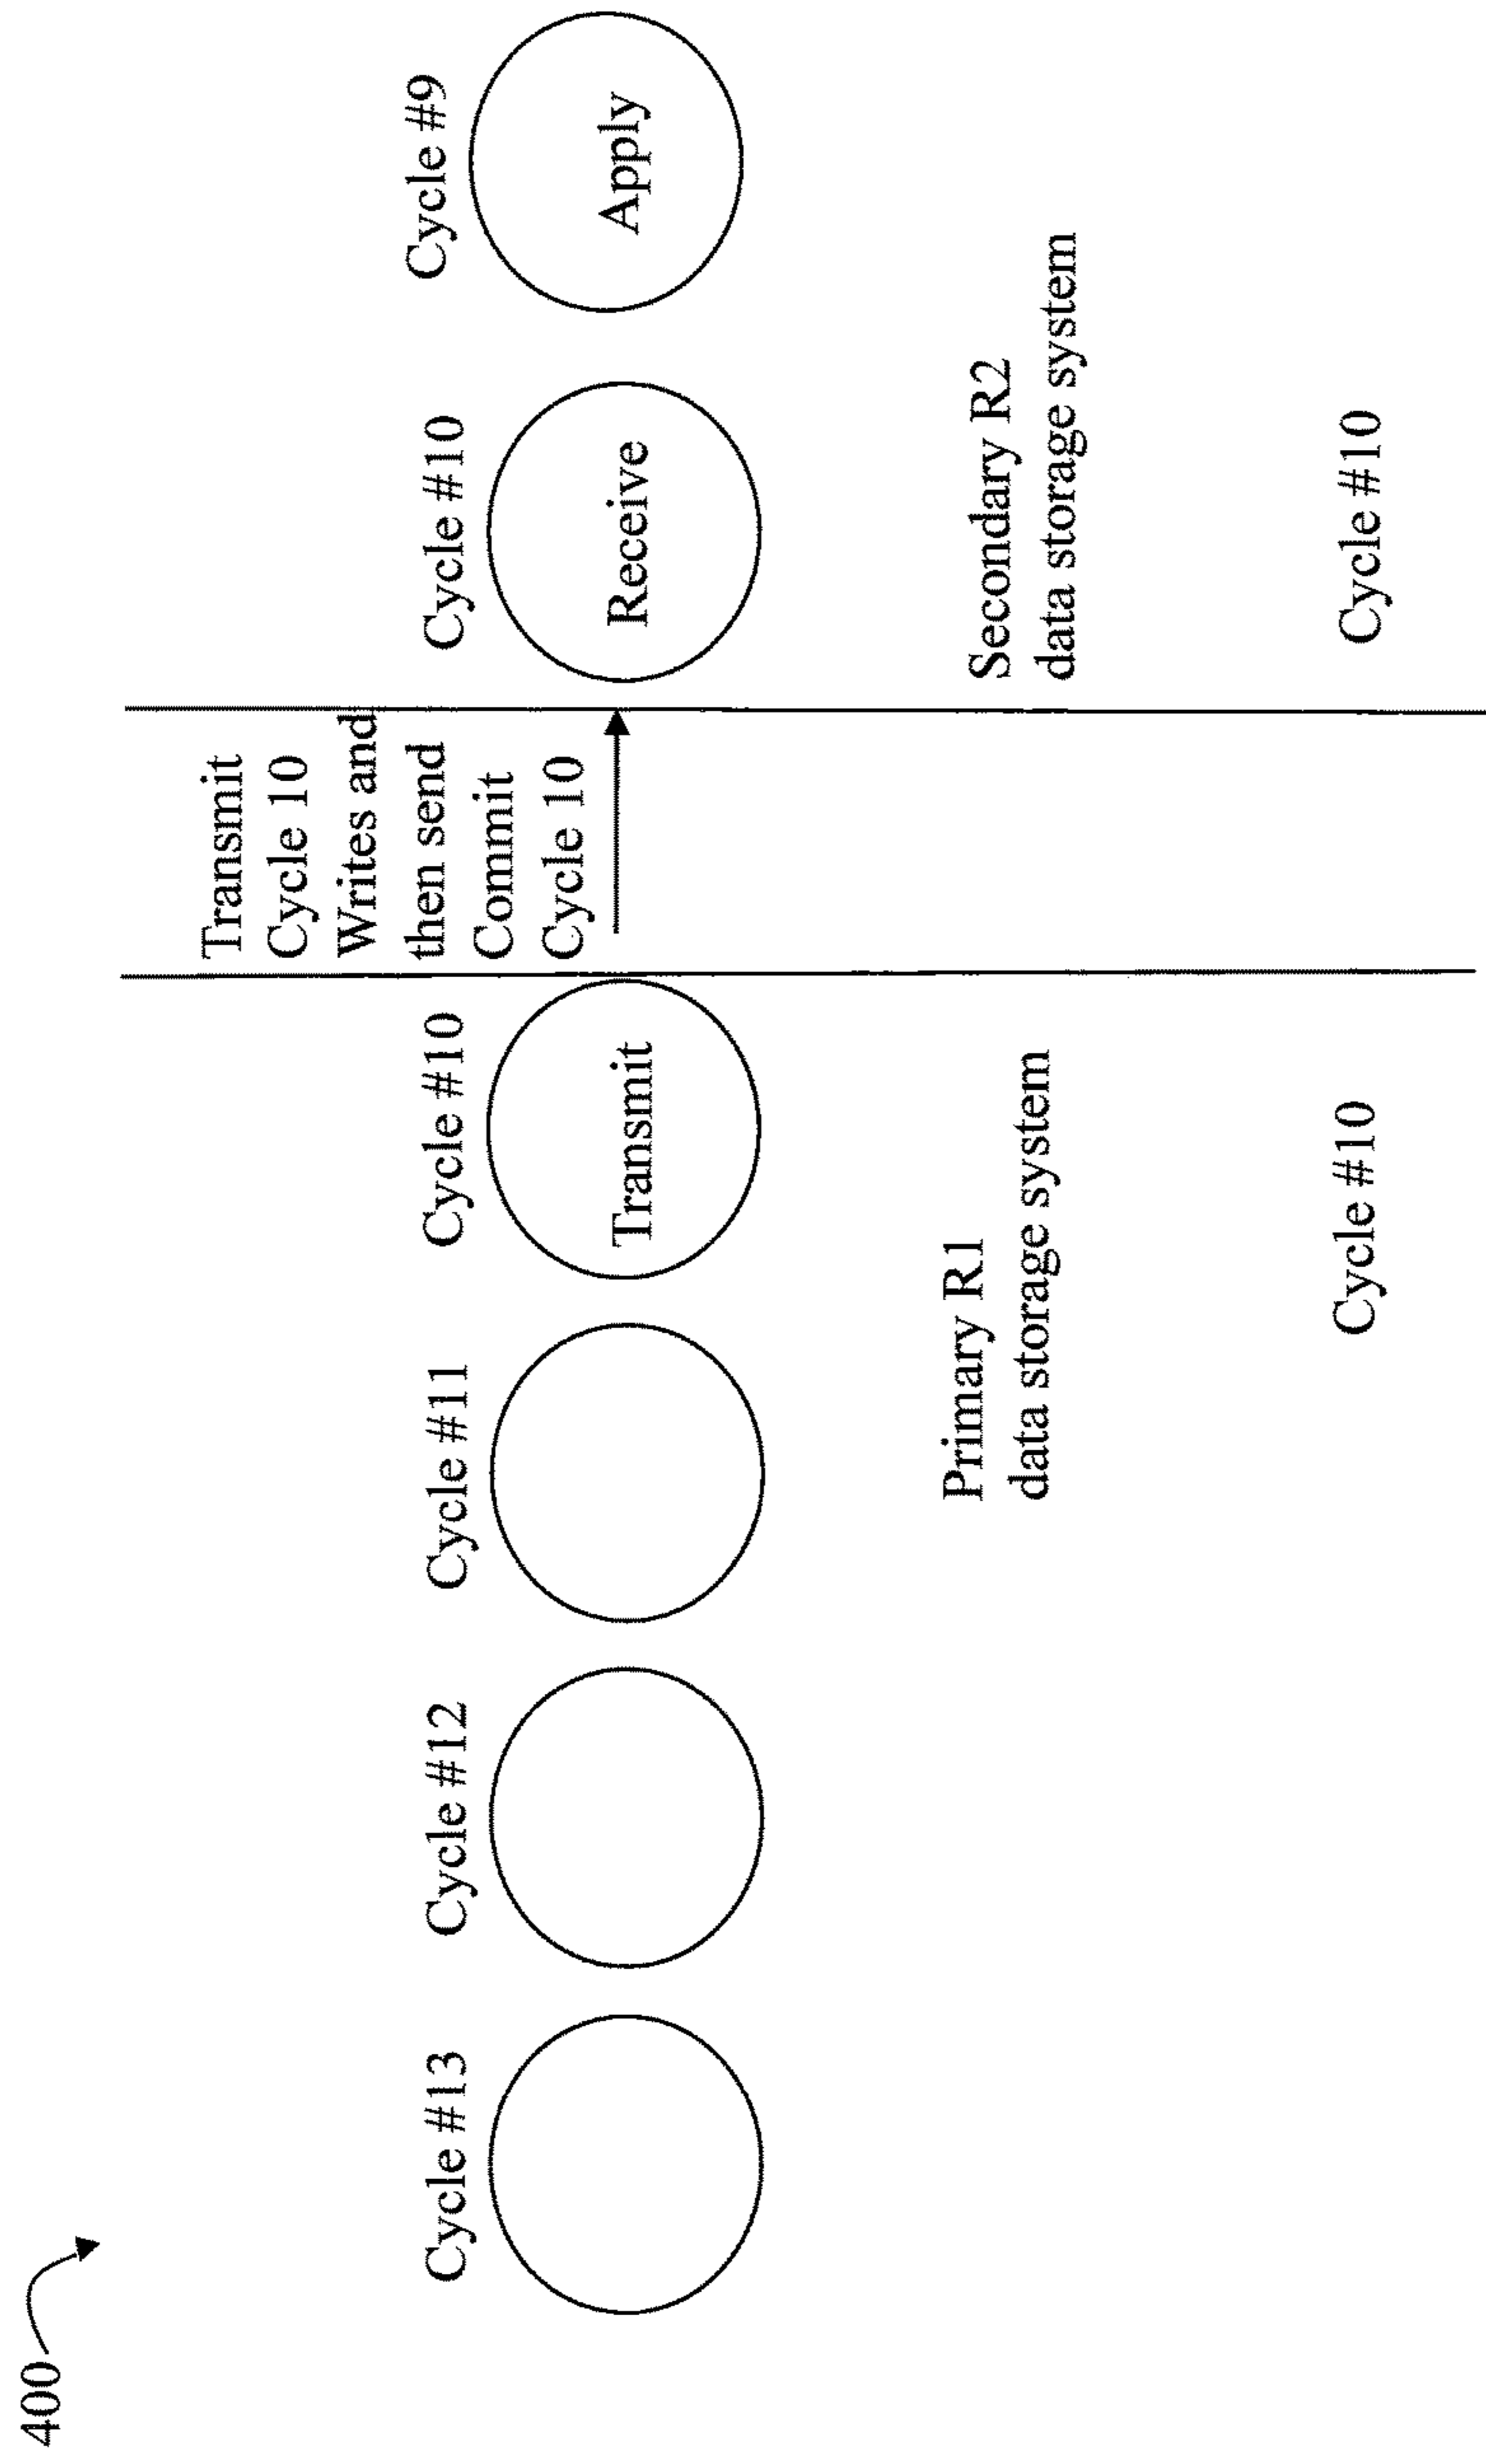 400
Transmit
Cycle 10
Writes and
then send
Commit
Cycle 10
Cycle #13
Cycle #12
Cycle #11
Cycle #10
Cycle #10
Cycle #9
Transmit
Receive
Apply
Primary R1
data storage system
Secondary R2
data storage system
Cycle #10
Cycle #10